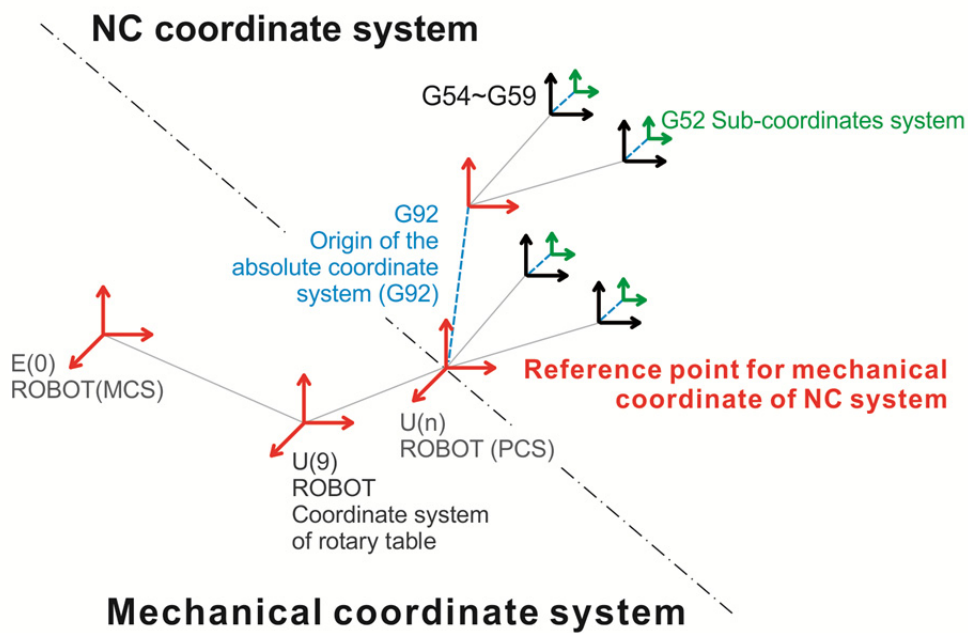 NC coordinate system
G54~G59
G52 Sub-coordinates system
G92
Origin of the
absolute coordinate
system (G92)
E(0)
ROBOT(MCS)
Reference point for mechanical
coordinate of NC system
U(n)
ROBOT (PCS)
U(9)
ROBOT
Coordinate system
of rotary table
Mechanical coordinate system